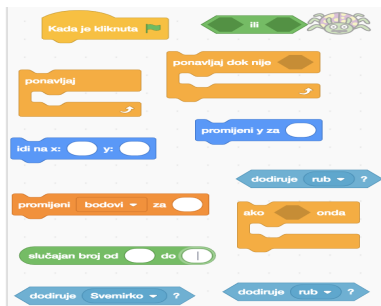 Kada je kliknuta
ili
ponavljaj
ponavljaj dok nije
idi na x: y:
promijeni y za
dodiruje rub ?
promijeni bodovi za
ako onda
slučajan broj od do
dodiruje Svemirko ?
dodiruje rub ?